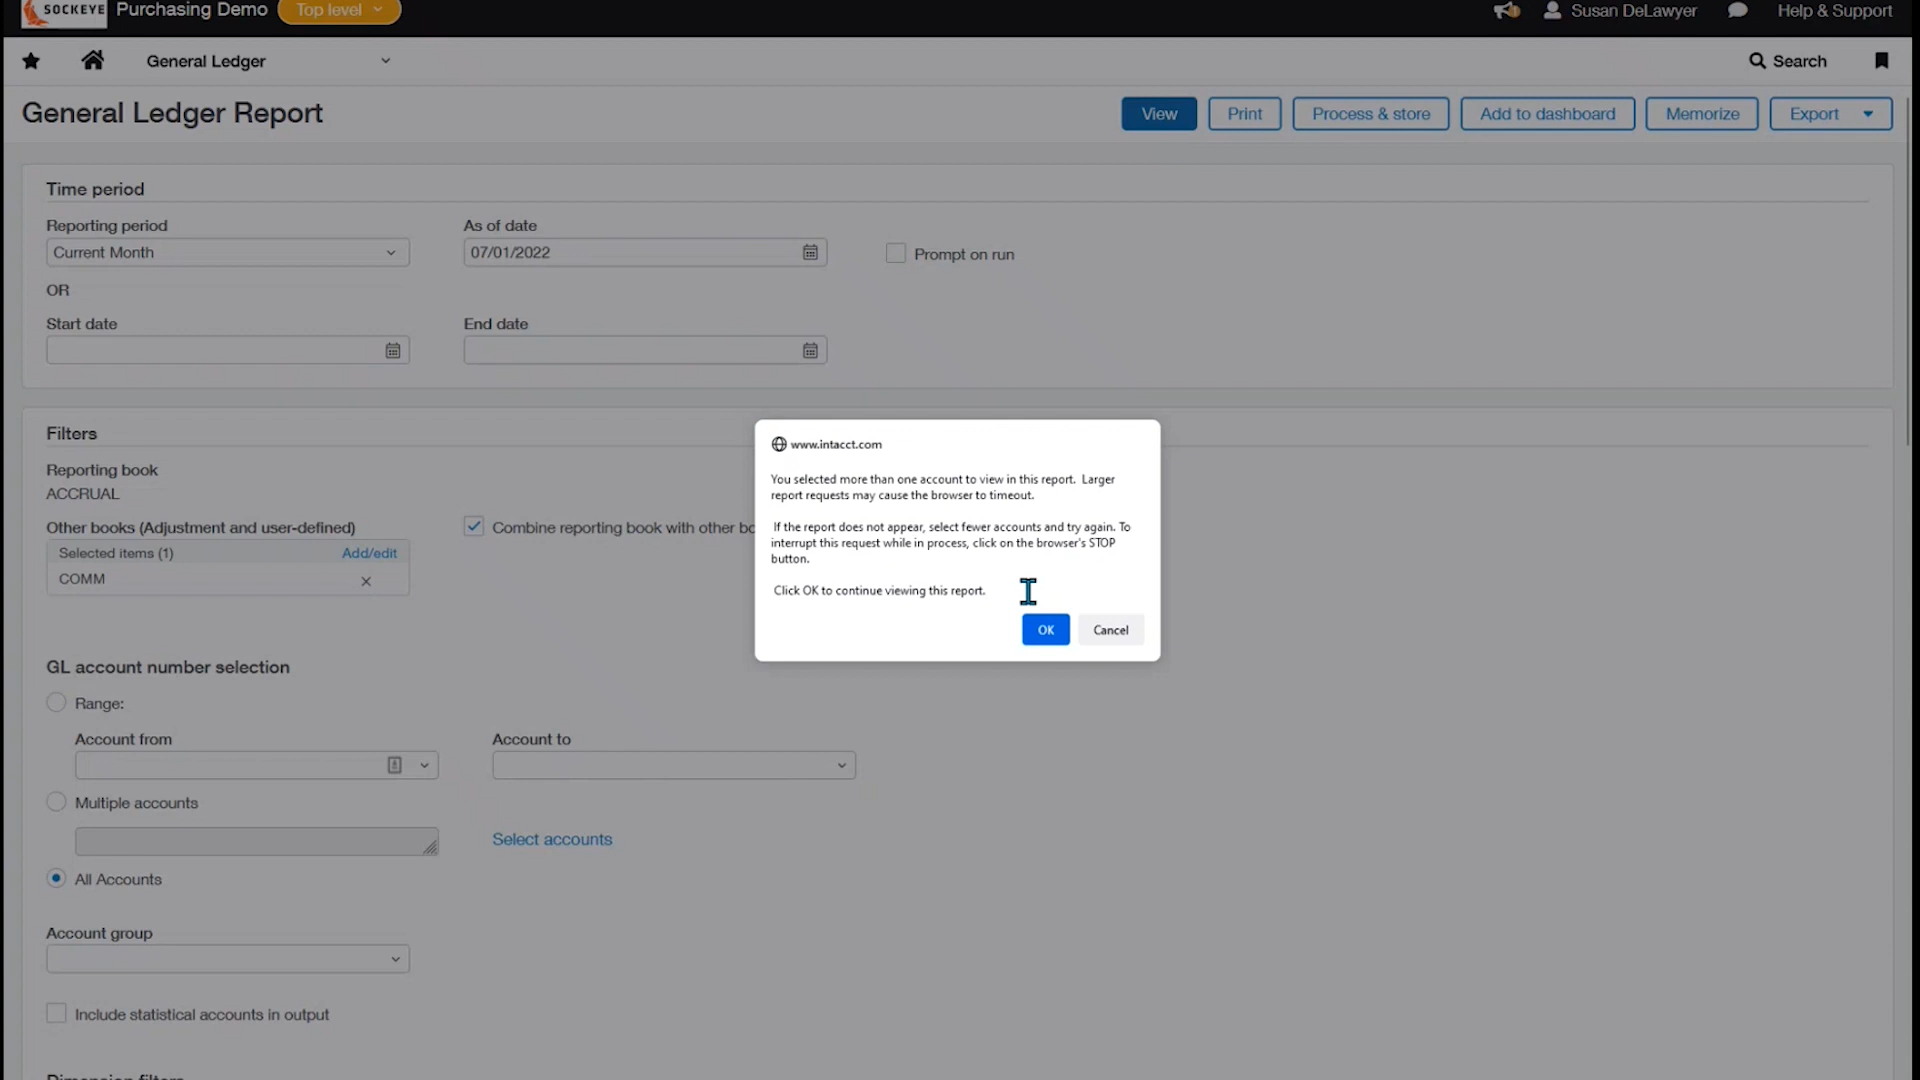 SOCKEYE Purchasing Demo Top level Susan DeLawyer Help & Support
General Ledger Search
General Ledger Report View Print Process & store Add to dashboard Memorize Export
Time period
Reporting period As of date
Current Month 07/01/2022 Prompt on run
OR
Start date End date
Filters
Reporting book
ACCRUAL
Other books (Adjustment and user-defined) Combine reporting book with other
Selected items (1) Add/edit
COMM
www.intacct.com
You selected more than one account to view in this report. Larger
report requests may cause the browser to timeout.
If the report does not appear, select fewer accounts and try again. To
interrupt this request while in process, click on the browser's STOP
button.
Click OK to continue viewing this report.
OK Cancel
GL account number selection
Range:
Account from Account to
Multiple accounts
Select accounts
All Accounts
Account group
Include statistical accounts in output
Dimension filters